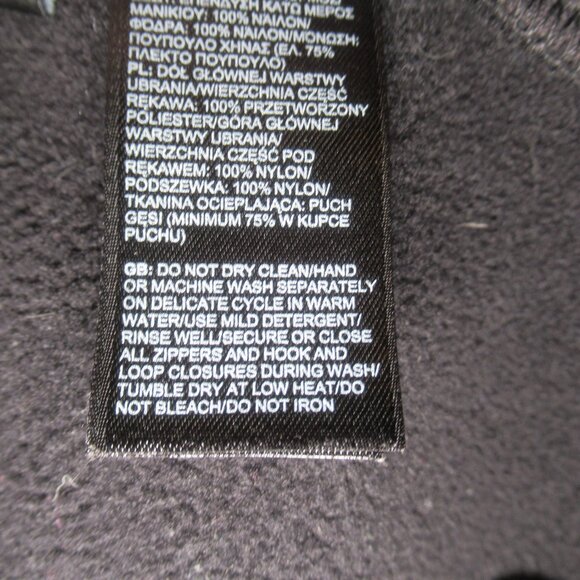 ΜΑΝΙΚΙΟΥ: 100% ΝΑΪΛΟΝ/
ΦΟΔΡΑ: 100% ΝΑΪΛΟΝ/ΜΟΝΩΣΗ:
ΠΟΥΠΟΥΛΟ ΧΗΝΑΣ (ΕΛ. 75%
ΠΛΕΚΤΟ ΠΟΥΠΟΥΛΟ)
PL: DÓŁ GŁÓWNEJ WARSTWY
UBRANIA/WIERZCHNIA CZĘŚĆ
RĘKAWA: 100% PRZETWORZONY
POLIESTER/GÓRA GŁÓWNEJ
WARSTWY UBRANIA/
WIERZCHNIA CZĘŚĆ POD
RĘKAWEM: 100% NYLON/
PODSZEWKA: 100% NYLON/
TKANINA OCIEPLAJĄCA: PUCH
GESI (MINIMUM 75% W KUPCE
PUCHU)
GB: DO NOT DRY CLEAN/HAND
OR MACHINE WASH SEPARATELY
ON DELICATE CYCLE IN WARM
WATER/USE MILD DETERGENT/
RINSE WELL/SECURE OR CLOSE
ALL ZIPPERS AND HOOK AND
LOOP CLOSURES DURING WASH/
TUMBLE DRY AT LOW HEAT/DO
NOT BLEACH/DO NOT IRON